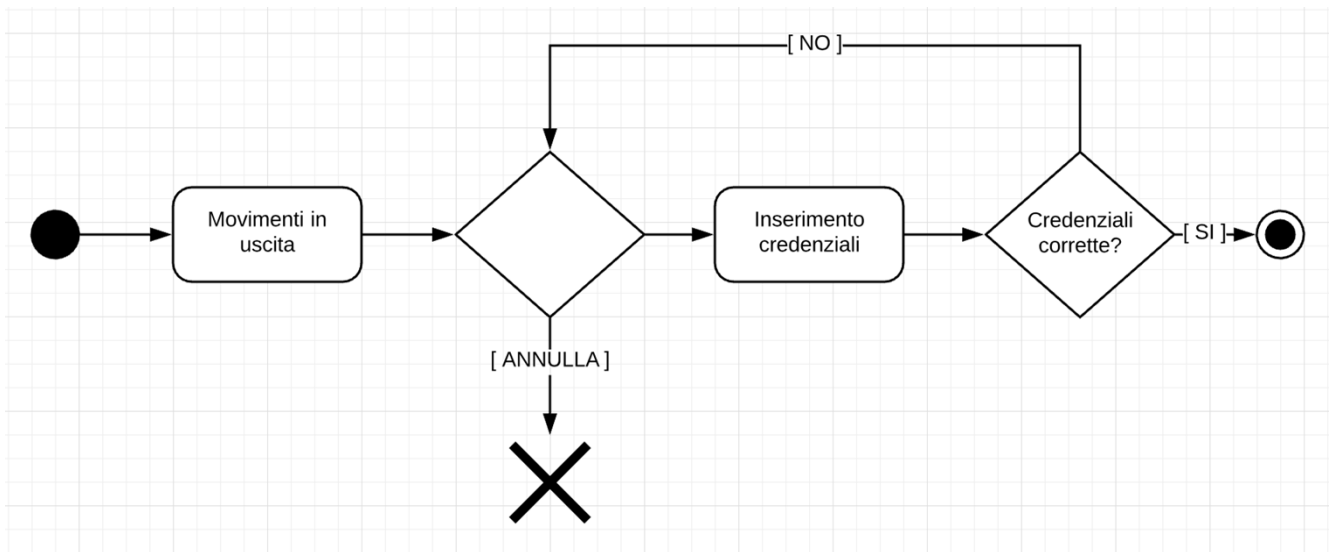 [ NO ]
Movimenti in
uscita
Inserimento
credenziali
Credenziali
corrette?
[ SI ]
[ ANNULLA ]